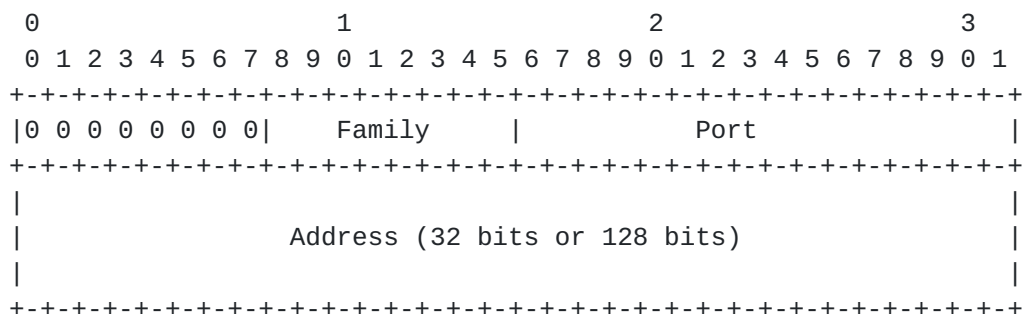 0                   1                   2                   3
 0 1 2 3 4 5 6 7 8 9 0 1 2 3 4 5 6 7 8 9 0 1 2 3 4 5 6 7 8 9 0 1
+-+-+-+-+-+-+-+-+-+-+-+-+-+-+-+-+-+-+-+-+-+-+-+-+-+-+-+-+-+-+-+-+
|0 0 0 0 0 0 0 0|    Family     |           Port                |
+-+-+-+-+-+-+-+-+-+-+-+-+-+-+-+-+-+-+-+-+-+-+-+-+-+-+-+-+-+-+-+-+
|                                                               |
|                 Address (32 bits or 128 bits)                 |
|                                                               |
+-+-+-+-+-+-+-+-+-+-+-+-+-+-+-+-+-+-+-+-+-+-+-+-+-+-+-+-+-+-+-+-+